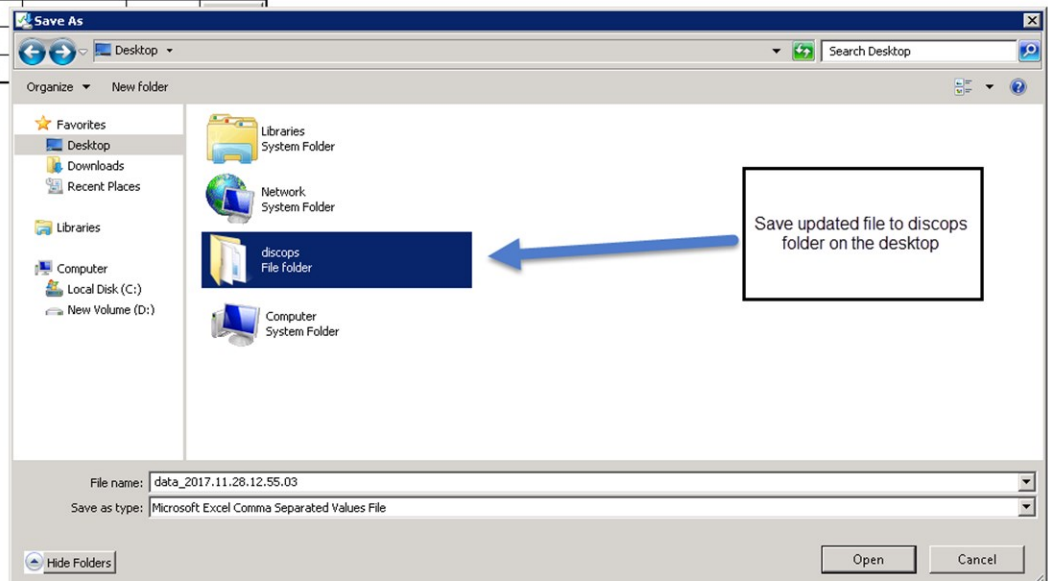 Save As
Desktop
Search Desktop
Organize New folder
Favorites
Desktop
Downloads
Recent Places
Libraries
Computer
Local Disk (C:)
New Volume (D:)
Libraries
System Folder
Network
System Folder
discops
File folder
Computer
System Folder
Save updated file to discops
folder on the desktop
File name: data_2017.11.28.12.55.03
Save as type: Microsoft Excel Comma Separated Values File
Hide Folders
Open Cancel